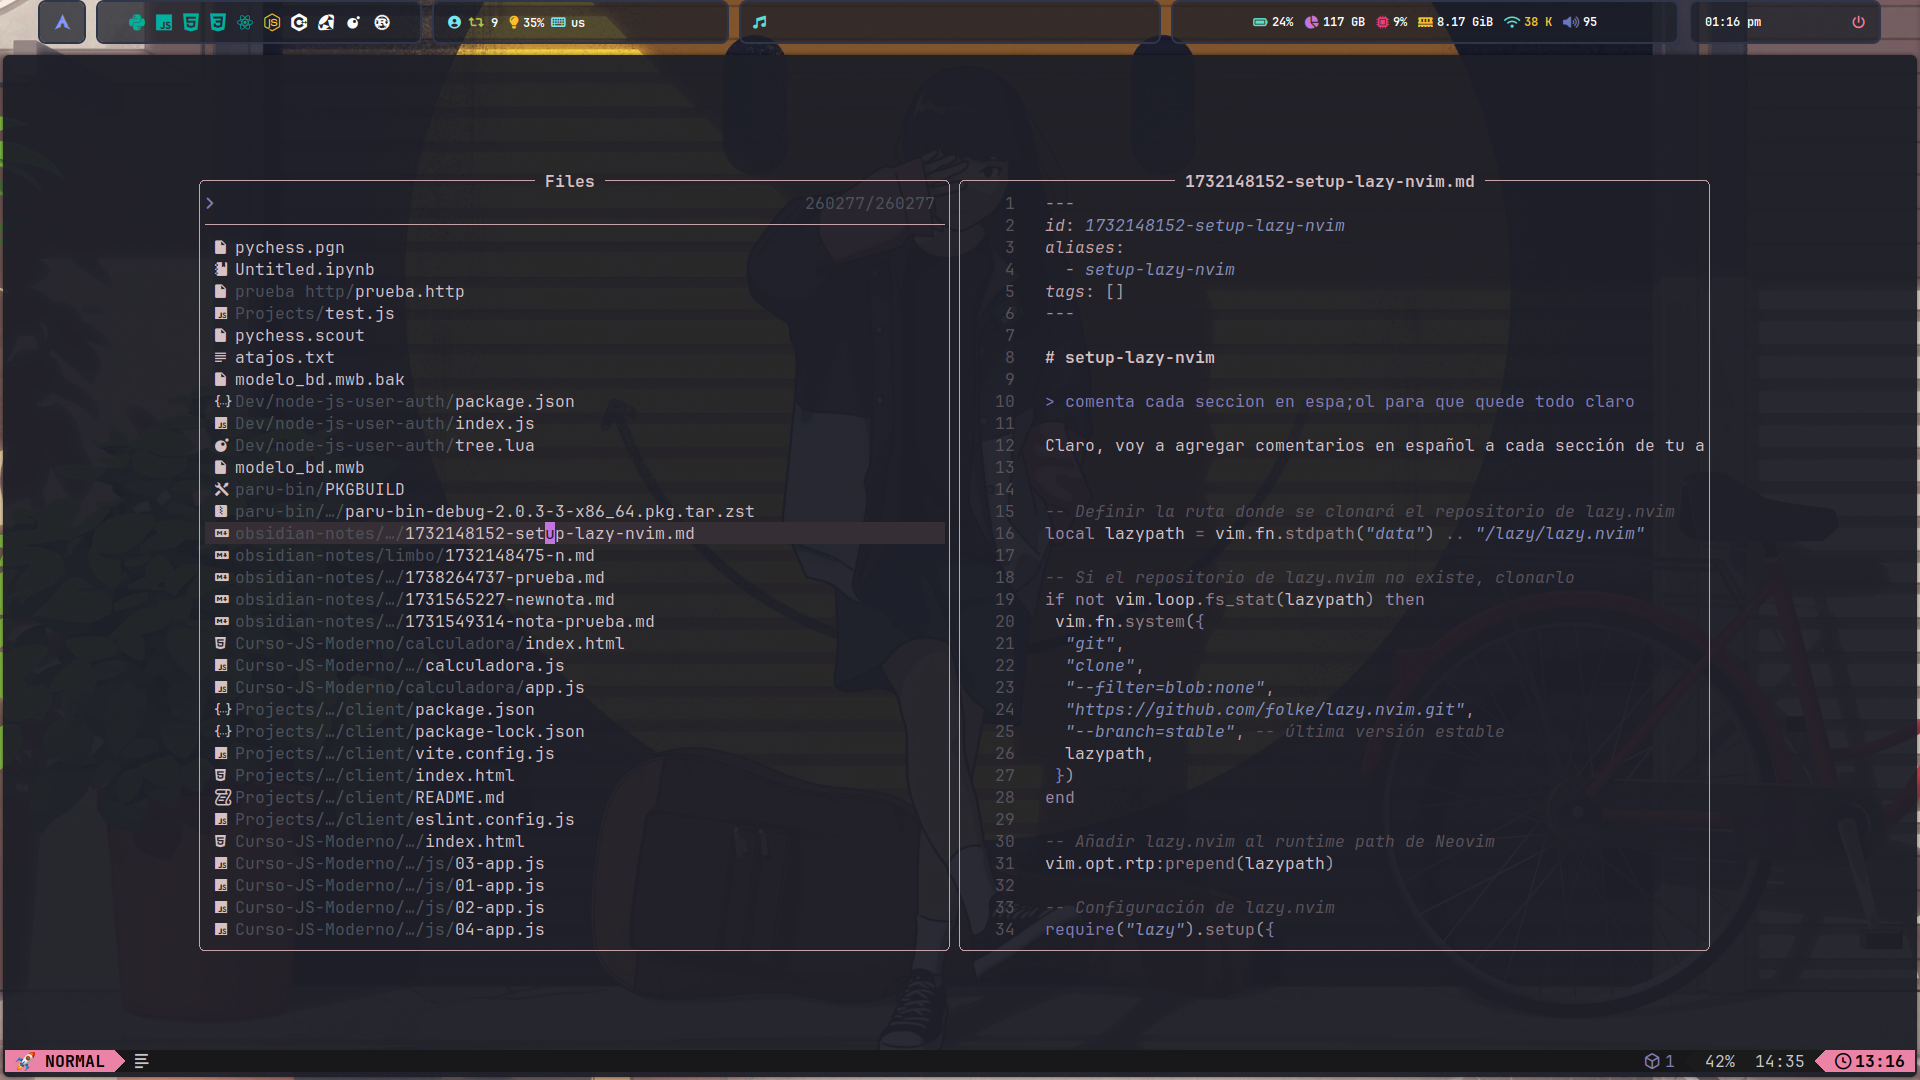 9 35% us 24% 117 GB 9% 8.17 GiB 38 K 95 01:16 pm
Files
> 260277/260277
pychess.pgn
Untitled.ipynb
prueba http/prueba.http
Projects/test.js
pychess.scout
atajos.txt
modelo_bd.mwb.bak
Dev/node-js-user-auth/package.json
Dev/node-js-user-auth/index.js
Dev/node-js-user-auth/tree.lua
modelo_bd.mwb
paru-bin/PKGBUILD
paru-bin/…/paru-bin-debug-2.0.3-3-x86_64.pkg.tar.zst
obsidian-notes/…/1732148152-setup-lazy-nvim.md
obsidian-notes/limbo/1732148475-n.md
obsidian-notes/…/1738264737-prueba.md
obsidian-notes/…/1731565227-newnota.md
obsidian-notes/…/1731549314-nota-prueba.md
Curso-JS-Moderno/calculadora/index.html
Curso-JS-Moderno/…/calculadora.js
Curso-JS-Moderno/calculadora/app.js
Projects/…/client/package.json
Projects/…/client/package-lock.json
Projects/…/client/vite.config.js
Projects/…/client/index.html
Projects/…/client/README.md
Projects/…/client/eslint.config.js
Curso-JS-Moderno/…/index.html
Curso-JS-Moderno/…/js/03-app.js
Curso-JS-Moderno/…/js/01-app.js
Curso-JS-Moderno/…/js/02-app.js
Curso-JS-Moderno/…/js/04-app.js
1732148152-setup-lazy-nvim.md
1 ---
2 id: 1732148152-setup-lazy-nvim
3 aliases:
4 - setup-lazy-nvim
5 tags: []
6 ---
7
8 # setup-lazy-nvim
9
10 > comenta cada seccion en espa;ol para que quede todo claro
11
12 Claro, voy a agregar comentarios en español a cada sección de tu a
13
14
15 -- Definir la ruta donde se clonará el repositorio de lazy.nvim
16 local lazypath = vim.fn.stdpath("data") .. "/lazy/lazy.nvim"
17
18 -- Si el repositorio de lazy.nvim no existe, clonarlo
19 if not vim.loop.fs_stat(lazypath) then
20 vim.fn.system({
21 "git",
22 "clone",
23 "--filter=blob:none",
24 "https://github.com/folke/lazy.nvim.git",
25 "--branch=stable", -- última versión estable
26 lazypath,
27 })
28 end
29
30 -- Añadir lazy.nvim al runtime path de Neovim
31 vim.opt.rtp:prepend(lazypath)
32
33 -- Configuración de lazy.nvim
34 require("lazy").setup({
NORMAL 1 42% 14:35 13:16